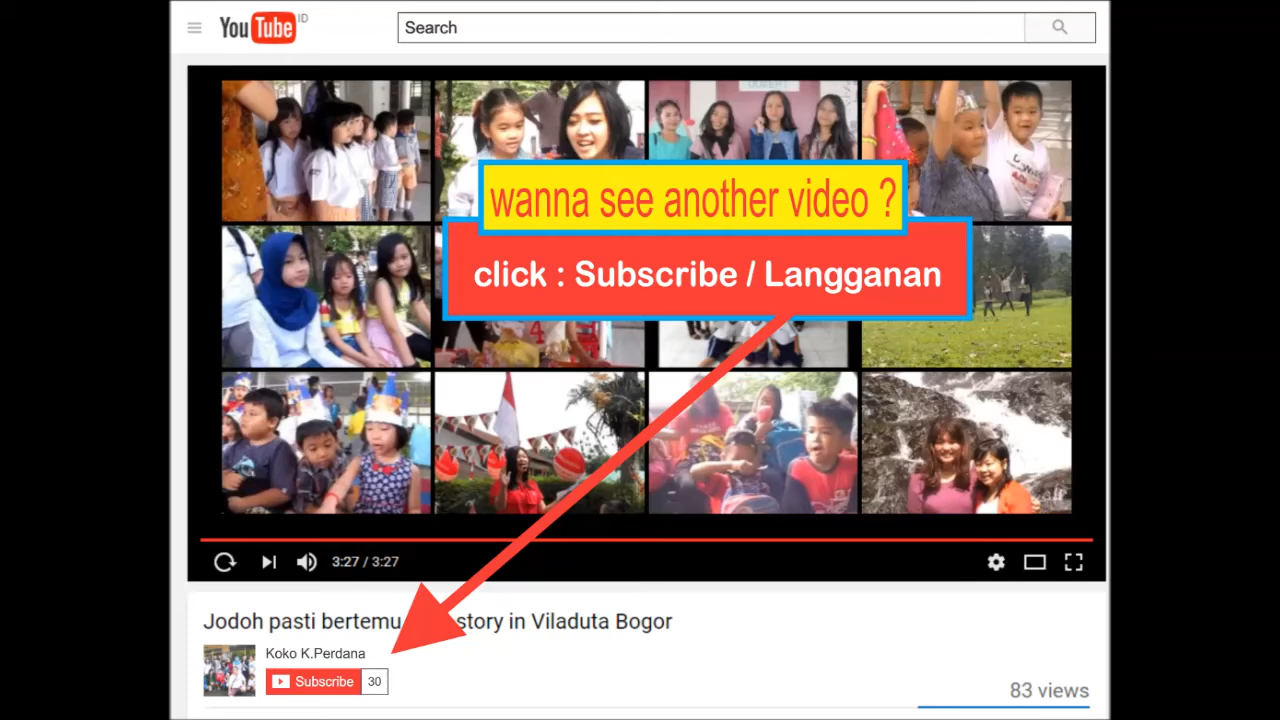 YouTube ID
Search
wanna see another video ?
click : Subscribe / Langganan
3:27 / 3:27
Jodoh pasti bertemu story in Viladuta Bogor
Koko K.Perdana
Subscribe 30
83 views